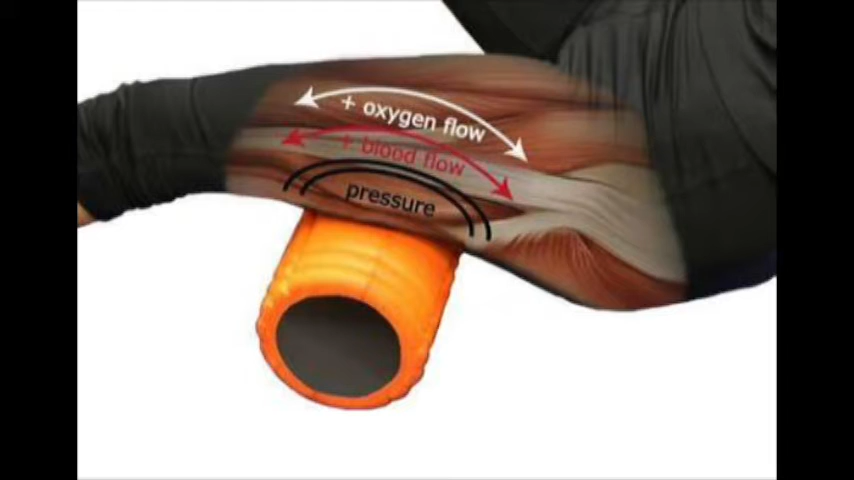 + oxygen flow
+ blood flow
pressure